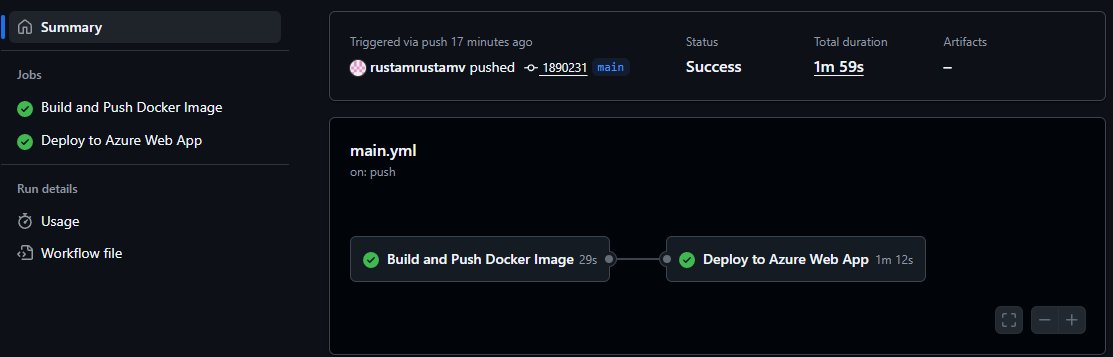 Summary
Jobs
Build and Push Docker Image
Deploy to Azure Web App
Run details
Usage
Workflow file
Triggered via push 17 minutes ago
rustamrustamv pushed 1890231 main
Status
Success
Total duration
1m 59s
Artifacts
–
main.yml
on: push
Build and Push Docker Image 29s
Deploy to Azure Web App 1m 12s